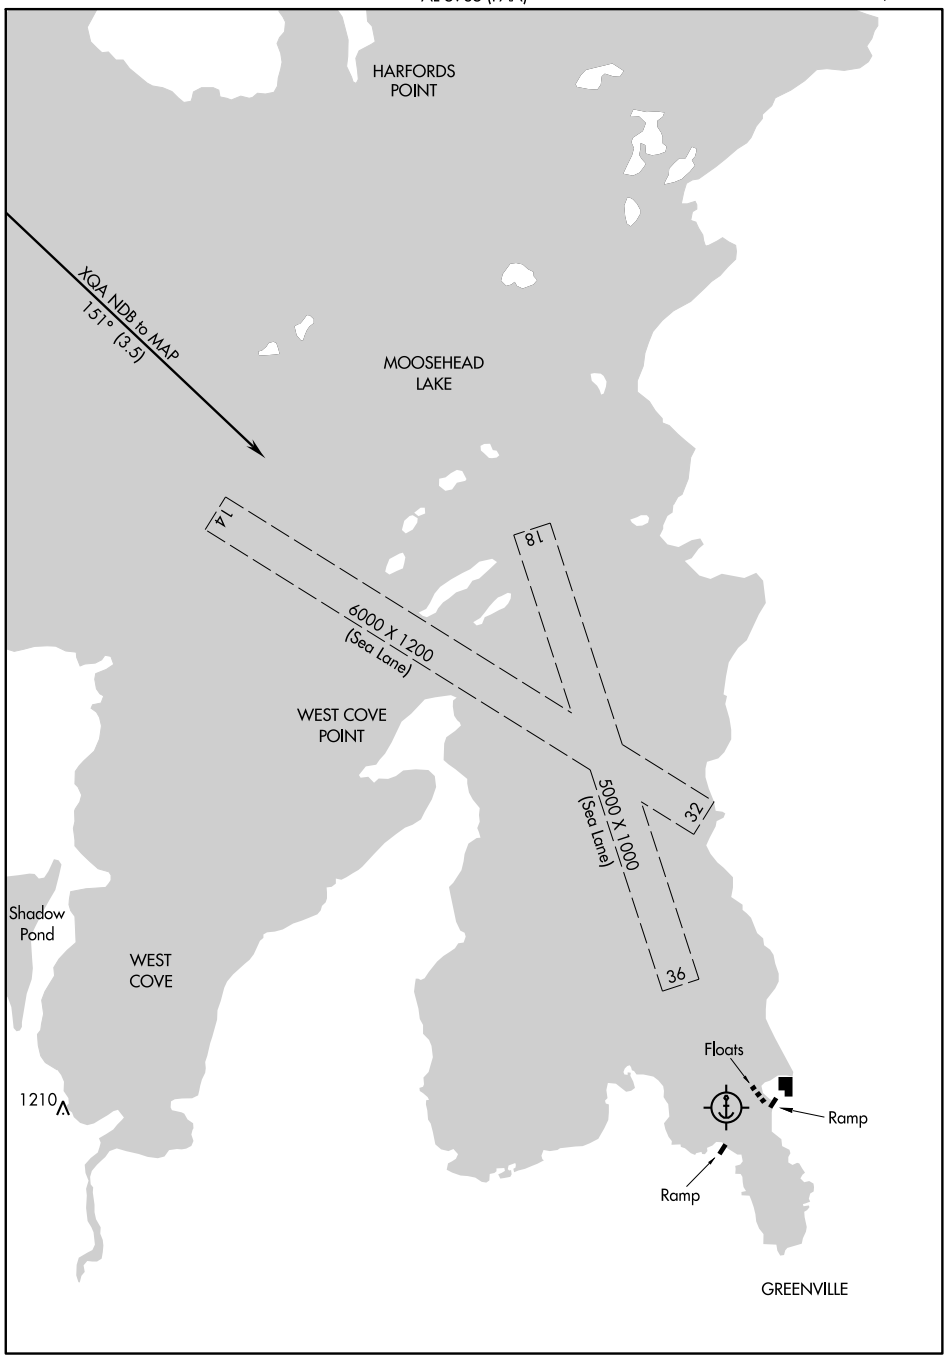 HARFORDS
POINT
XQA NDB to MAP
151° (3.5)
MOOSEHEAD
LAKE
14
18
6000 X 1200
(Sea Lane)
WEST COVE
POINT
5000 X 1000
(Sea Lane)
32
Shadow
Pond
WEST
COVE
36
Floats
1210
Ramp
Ramp
GREENVILLE